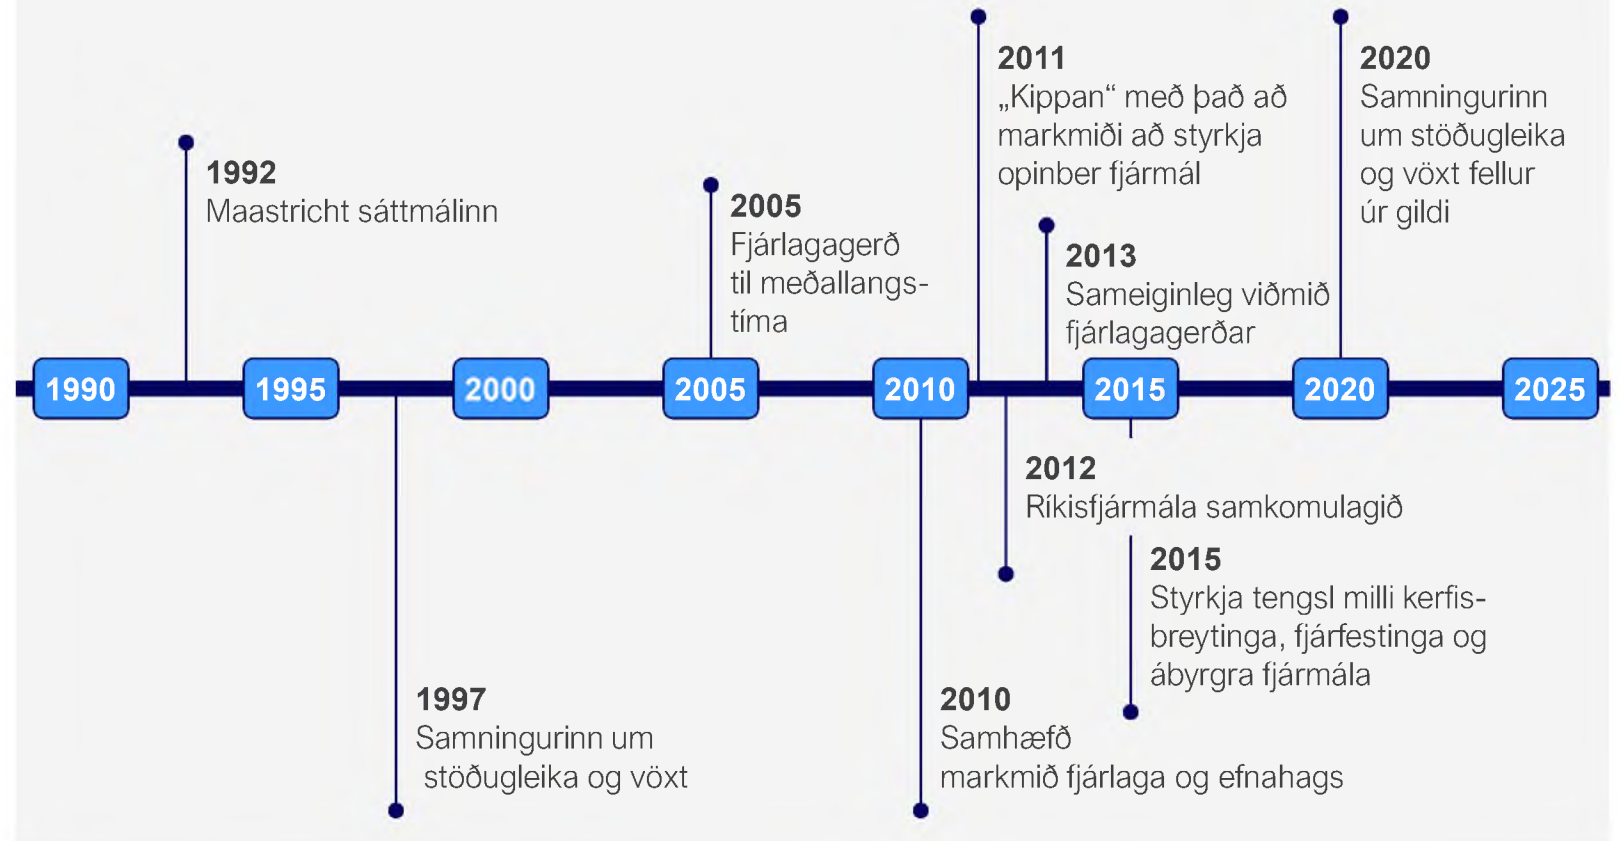 2011
„Kippan“ með það að
markmiði að styrkja
opinber fjármál
2020
Samningurinn
um stöðugleika
og vöxt fellur
úr gildi
1992
Maastricht sáttmálinn
2005
Fjárlagagerð
til meðallangs-
tíma
2013
Sameiginleg viðmið
fjárlagagerðar
1990
1995
2000
2005
2010
2015
2020
2025
2012
Ríkisfjármála samkomulagið
2015
Styrkja tengsl milli kerfis-
breytinga, fjárfestinga og
ábyrgra fjármála
1997
Samningurinn um
stöðugleika og vöxt
2010
Samhæfð
markmið fjárlaga og efnahags